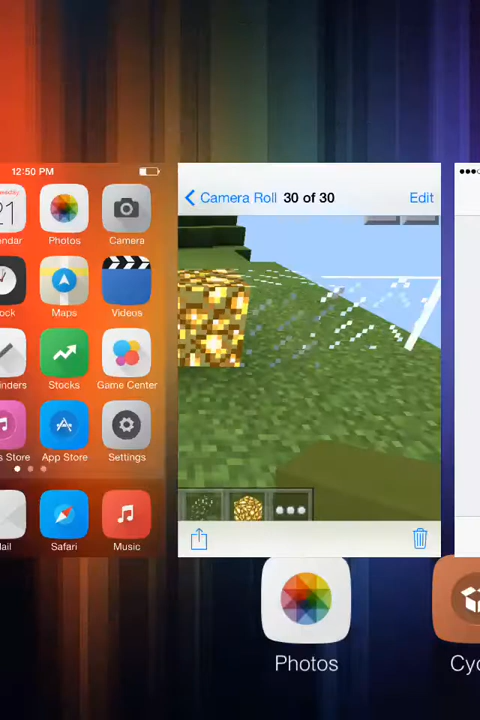 12:50 PM
21
Photos
Camera
Maps
Videos
Stocks
Game Center
App Store
Settings
Safari
Music
Camera Roll 30 of 30 Edit
Photos